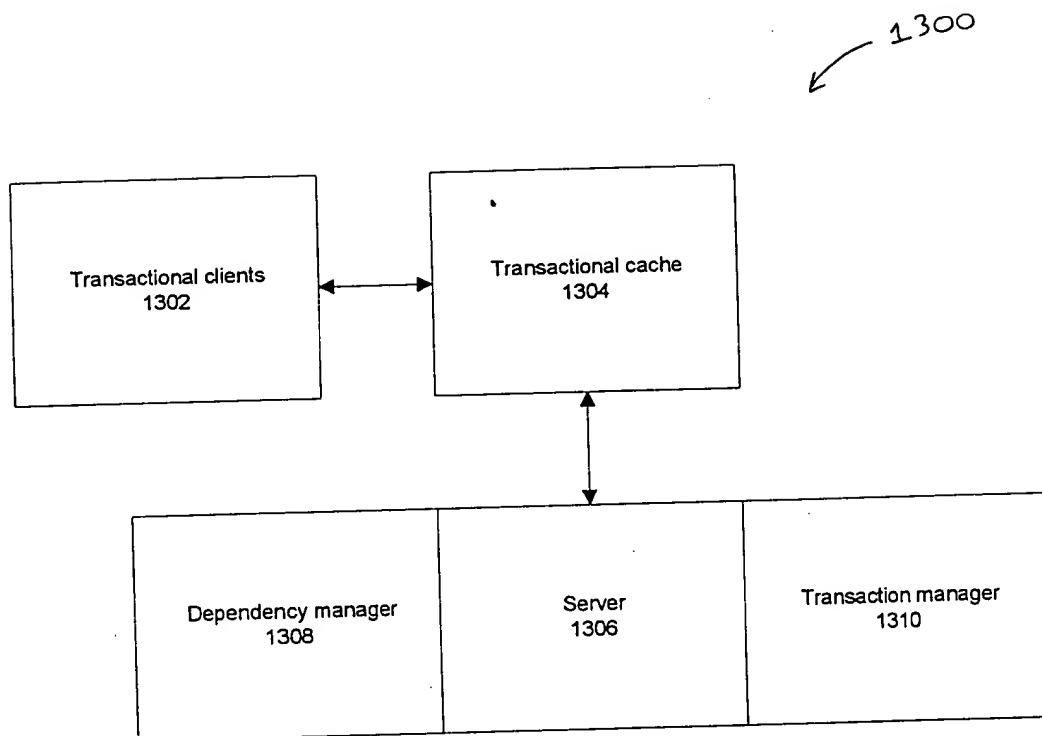 1300
Transactional clients
1302
Transactional cache
1304
Dependency manager
1308
Server
1306
Transaction manager
1310